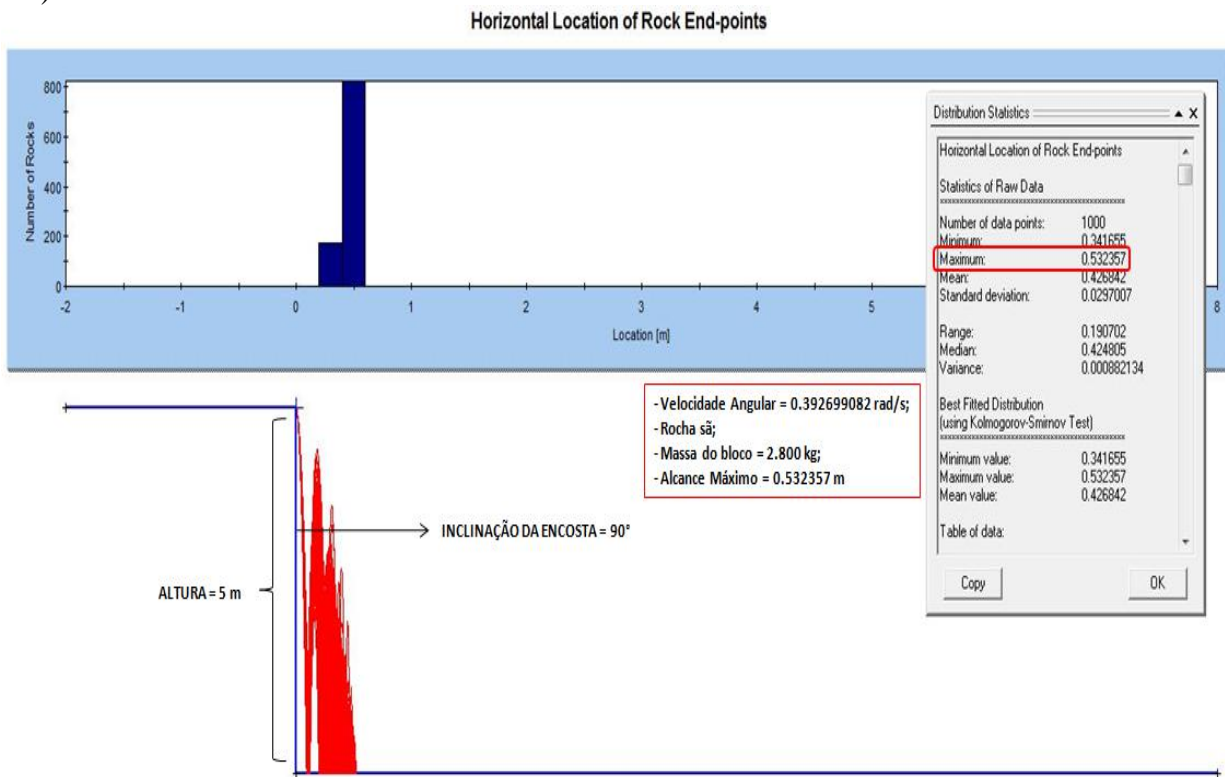 )
Horizontal Location of Rock End-points
Number of Rocks
800
600
400
200
0
-2
-1
0
1
2
3
4
5
8
Location [m]
Distribution Statistics
Horizontal Location of Rock End-points
Statistics of Raw Data
Number of data points: 1000
Minimum: 0.341655
Maximum: 0.532357
Mean: 0.426842
Standard deviation: 0.0297007
Range: 0.190702
Median: 0.424805
Variance: 0.000882134
Best Fitted Distribution
(using Kolmogorov-Smirnov Test)
Minimum value: 0.341655
Maximum value: 0.532357
Mean value: 0.426842
Table of data:
Copy
OK
- Velocidade Angular = 0.392699082 rad/s;
- Rocha sã;
- Massa do bloco = 2.800 kg;
- Alcance Máximo = 0.532357 m
INCLINAÇÃO DA ENCOSTA = 90°
ALTURA = 5 m